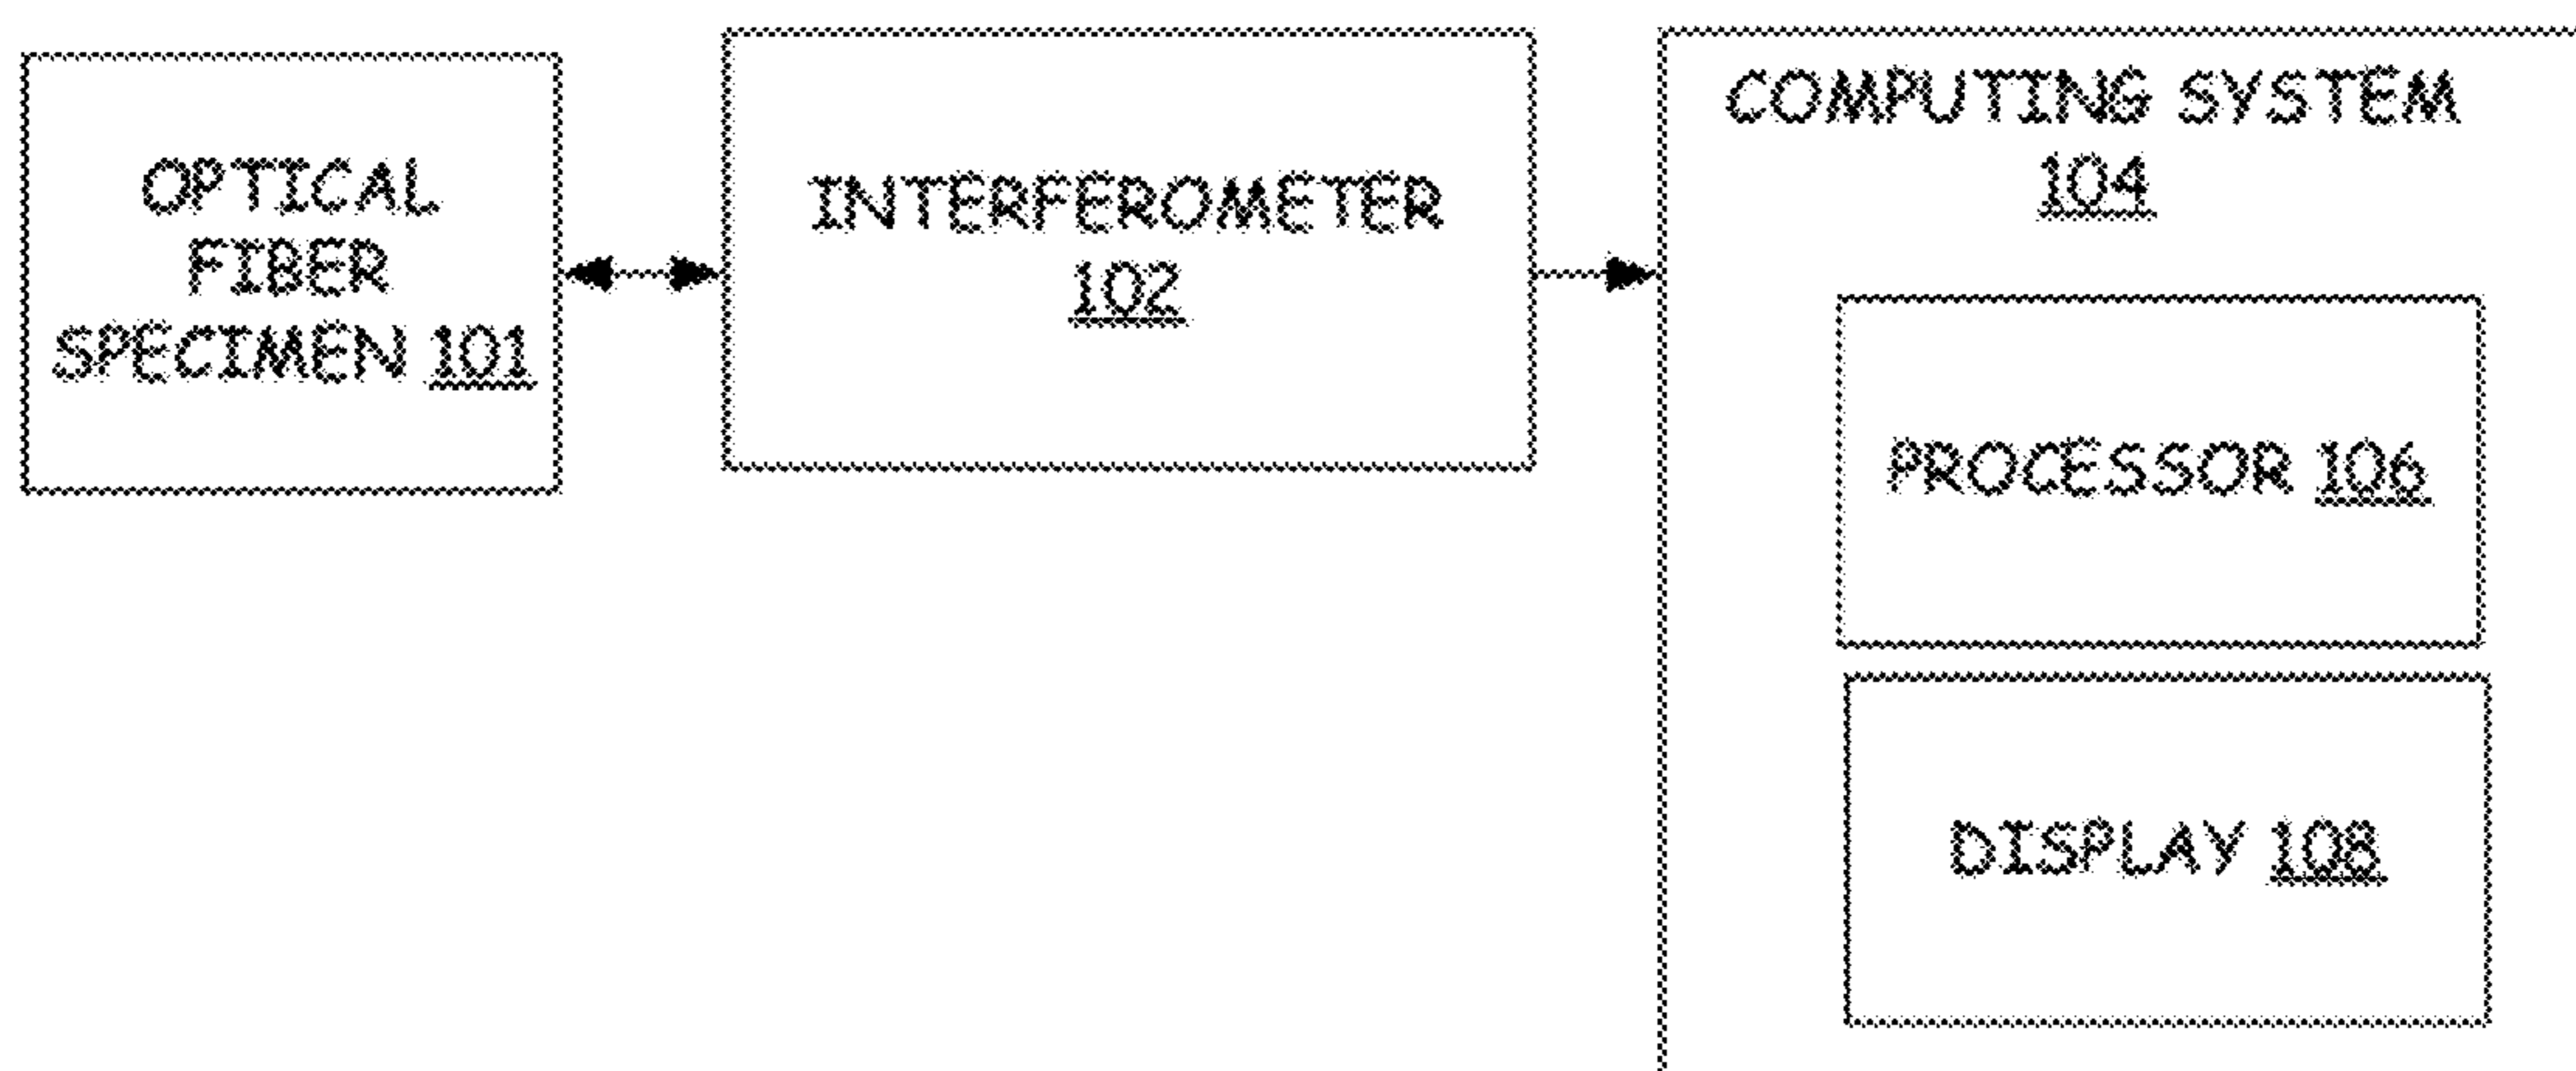 OPTICAL
FIBER
SPECIMEN 101
INTERFEROMETER
102
COMPUTING SYSTEM
104
PROCESSOR 106
DISPLAY 108